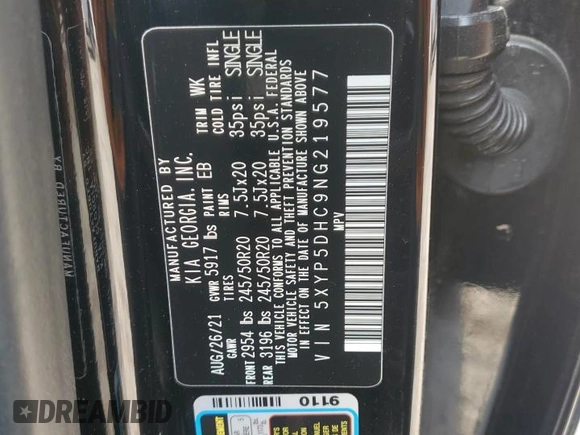 MANUFACTURED BY
KIA GEORGIA, INC.
AUG/26/21 GVWR 5917 lbs PAINT EB TRIM WK
GAWR TIRE RIMS COLD TIRE INFL
FRONT 2954 lbs 245/50R20 7.5Jx20 35psi SINGLE
REAR 3196 lbs 245/50R20 7.5Jx20 35psi SINGLE
THIS VEHICLE CONFORMS TO ALL APPLICABLE U.S.A. FEDERAL
MOTOR VEHICLE SAFETY AND THEFT PREVENTION STANDARDS
IN EFFECT ON THE DATE OF MANUFACTURE SHOWN ABOVE
VIN 5XYP5DHC9NG219577
MPV
9110
AUTO
DREAMBID